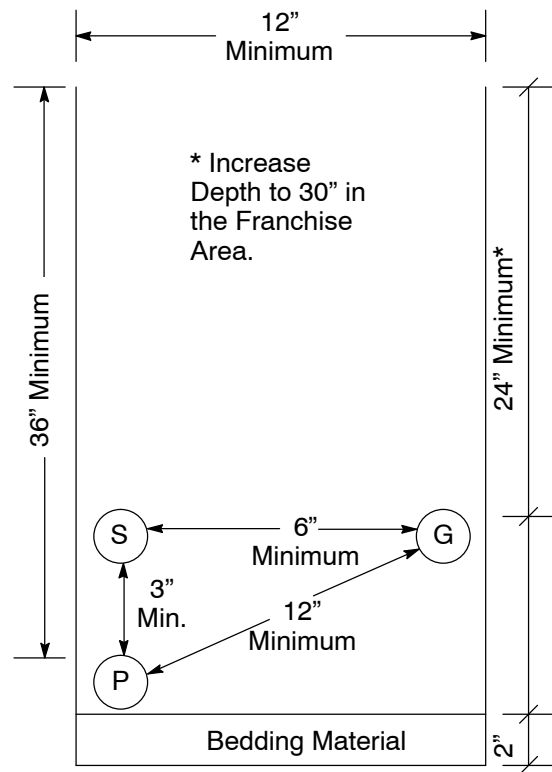 12”
Minimum
* Increase
Depth to 30” in
the Franchise
Area.
36” Minimum
24” Minimum*
S
6”
Minimum
G
3”
Min.
12”
Minimum
P
Bedding Material
2”